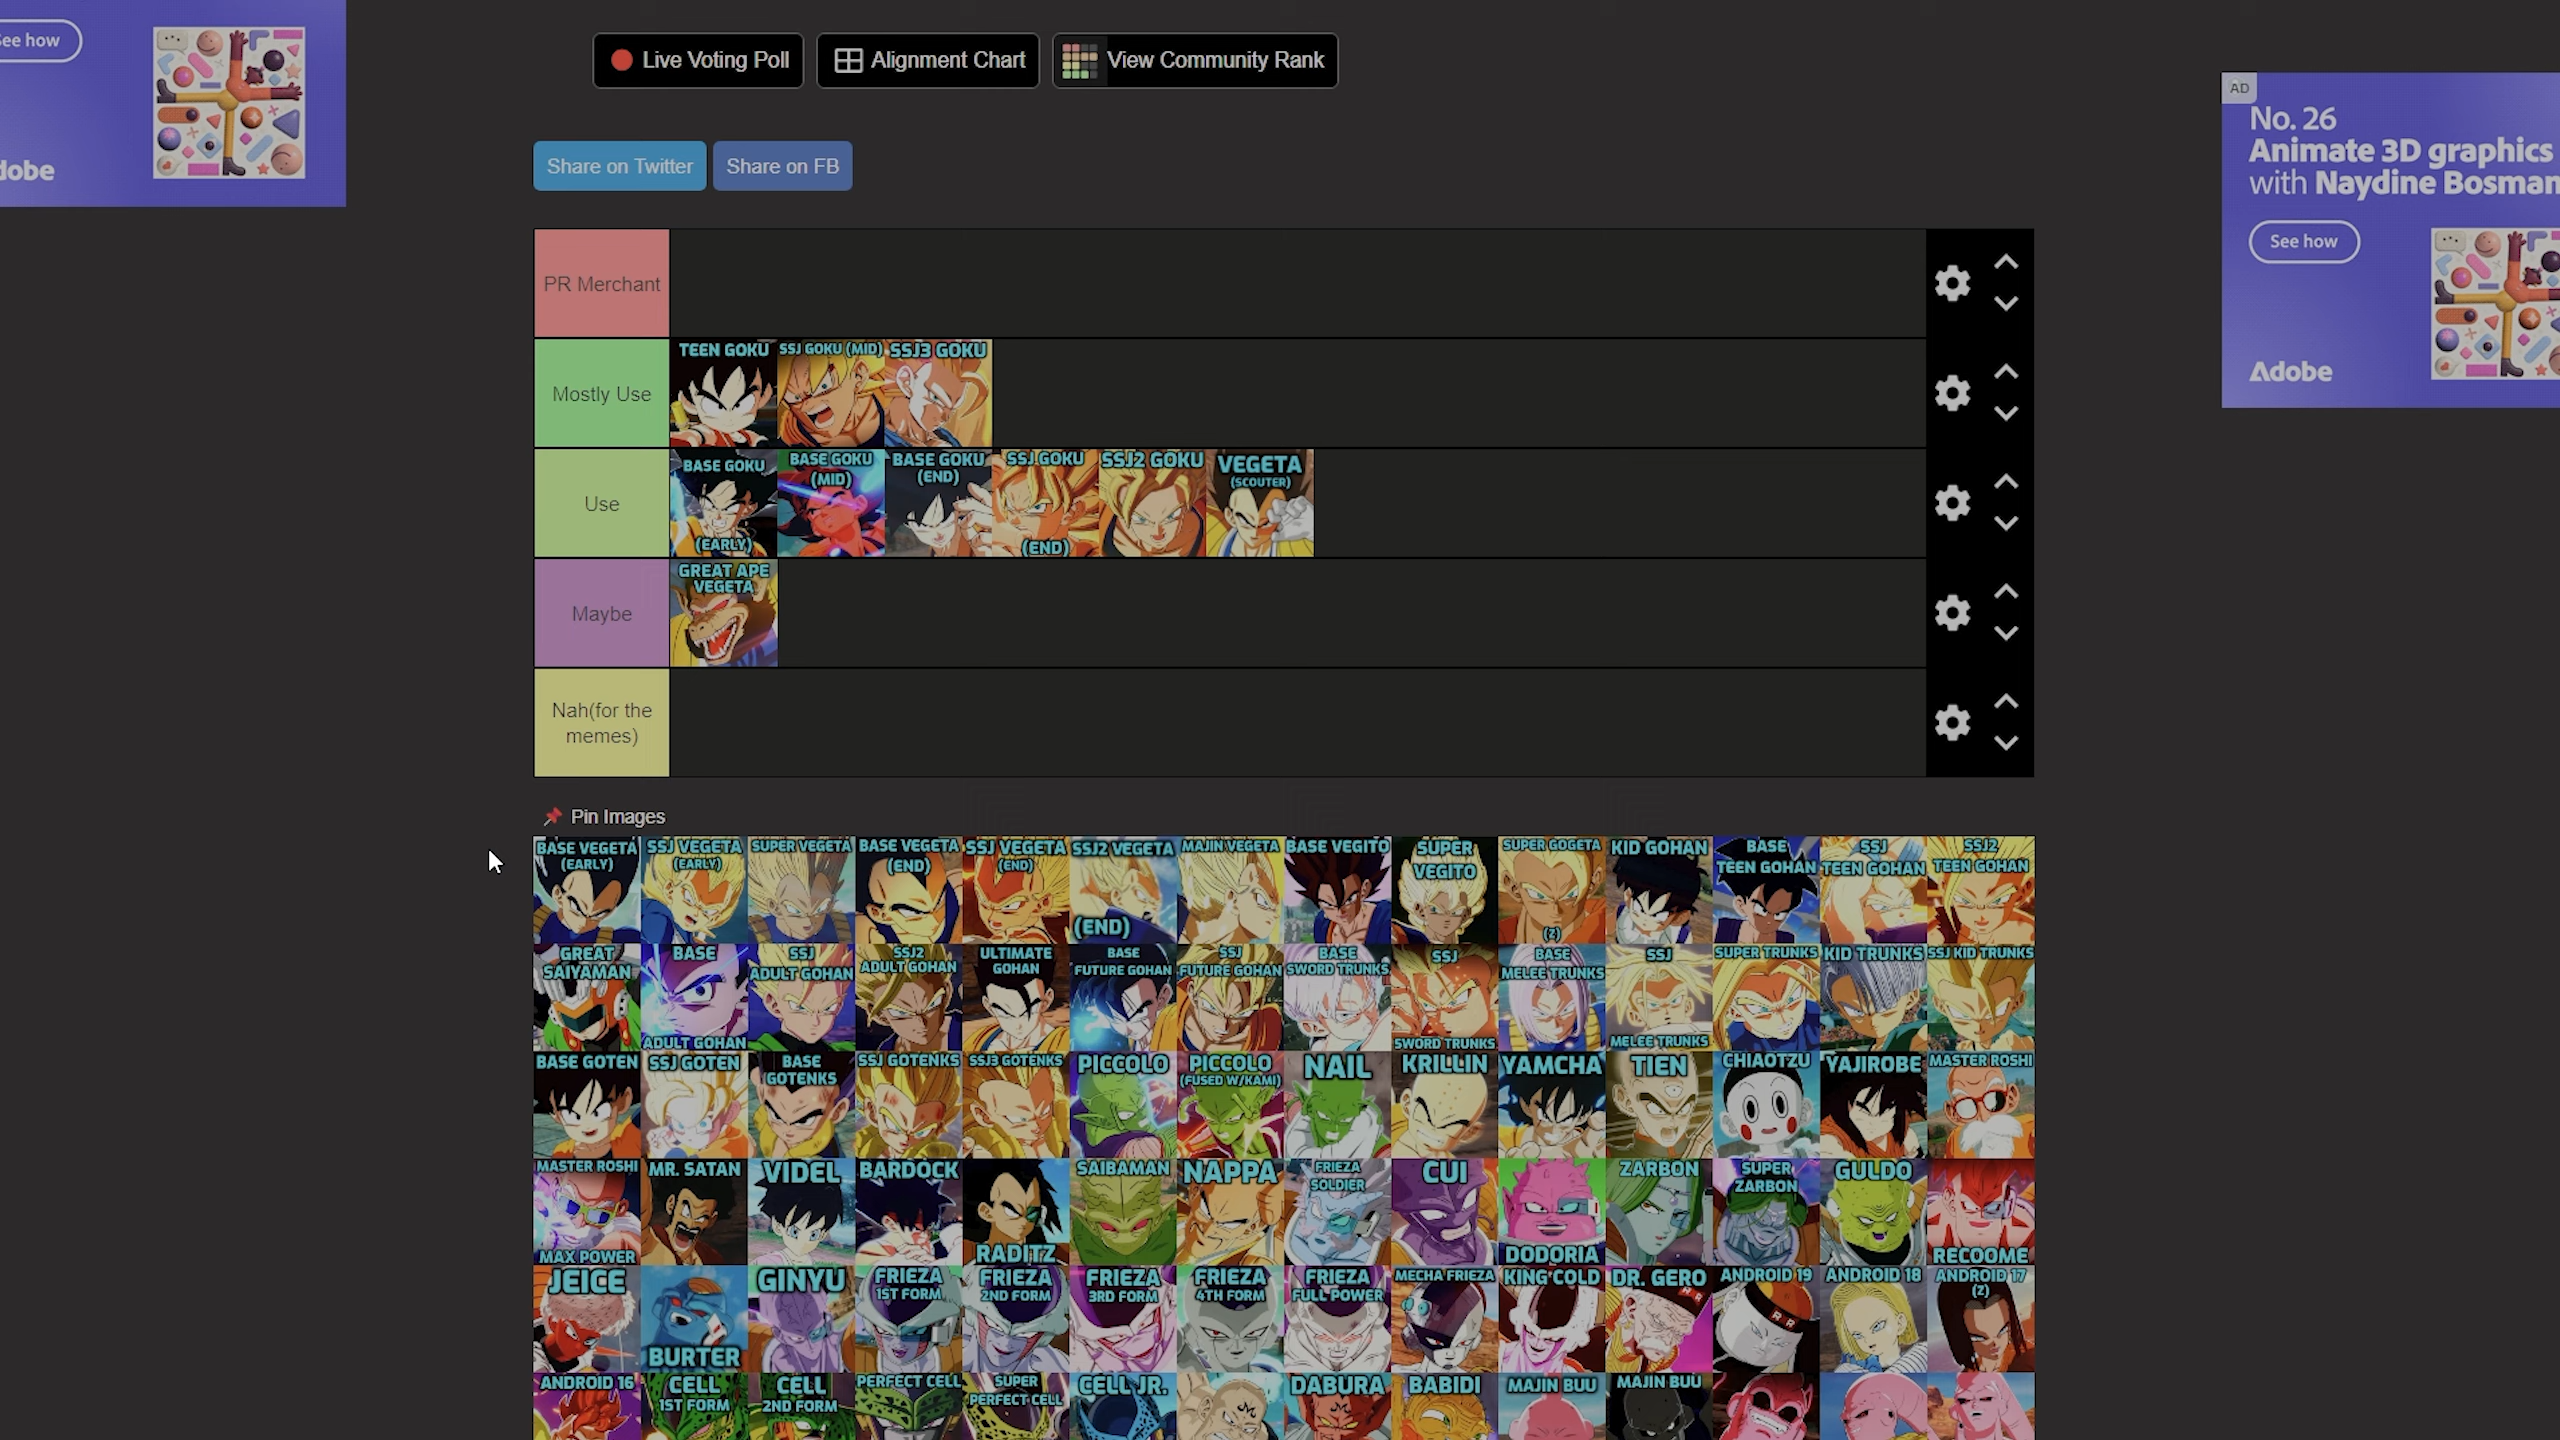 See how
dobe
Live Voting Poll
Alignment Chart
View Community Rank
AD
No. 26
Animate 3D graphics
with Naydine Bosman
See how
Adobe
Share on Twitter
Share on FB
PR Merchant
Mostly Use
TEEN GOKU
SSJ GOKU (MID)
SSJ3 GOKU
Use
BASE GOKU
(EARLY)
BASE GOKU
(MID)
BASE GOKU
(END)
SSJ GOKU
(END)
SSJ2 GOKU
VEGETA
(SCOUTER)
Maybe
GREAT APE
VEGETA
Nah(for the
memes)
Pin Images
BASE VEGETA
(EARLY)
SSJ VEGETA
(EARLY)
SUPER VEGETA
BASE VEGETA
(END)
SSJ VEGETA
(END)
SSJ2 VEGETA
(END)
MAJIN VEGETA
BASE VEGITO
SUPER
VEGITO
SUPER GOGETA
(Z)
KID GOHAN
BASE
TEEN GOHAN
SSJ
TEEN GOHAN
SSJ2
TEEN GOHAN
GREAT
SAIYAMAN
BASE
ADULT GOHAN
SSJ
ADULT GOHAN
SSJ2
ADULT GOHAN
ULTIMATE
GOHAN
BASE
FUTURE GOHAN
SSJ
FUTURE GOHAN
BASE
SWORD TRUNKS
SSJ
SWORD TRUNKS
BASE
MELEE TRUNKS
SSJ
MELEE TRUNKS
SUPER TRUNKS
KID TRUNKS
SSJ KID TRUNKS
BASE GOTEN
SSJ GOTEN
BASE
GOTENKS
SSJ GOTENKS
SSJ3 GOTENKS
PICCOLO
PICCOLO
(FUSED W/KAMI)
NAIL
KRILLIN
YAMCHA
TIEN
CHIAOTZU
YAJIROBE
MASTER ROSHI
MASTER ROSHI
MAX POWER
MR. SATAN
VIDEL
BARDOCK
RADITZ
SAIBAMAN
NAPPA
FRIEZA
SOLDIER
CUI
DODORIA
ZARBON
SUPER
ZARBON
GULDO
RECOOME
JEICE
BURTER
GINYU
FRIEZA
1ST FORM
FRIEZA
2ND FORM
FRIEZA
3RD FORM
FRIEZA
4TH FORM
FRIEZA
FULL POWER
MECHA FRIEZA
KING COLD
DR. GERO
ANDROID 19
ANDROID 18
ANDROID 17
(Z)
ANDROID 16
CELL
1ST FORM
CELL
2ND FORM
PERFECT CELL
SUPER
PERFECT CELL
CELL JR.
DABURA
BABIDI
MAJIN BUU
MAJIN BUU